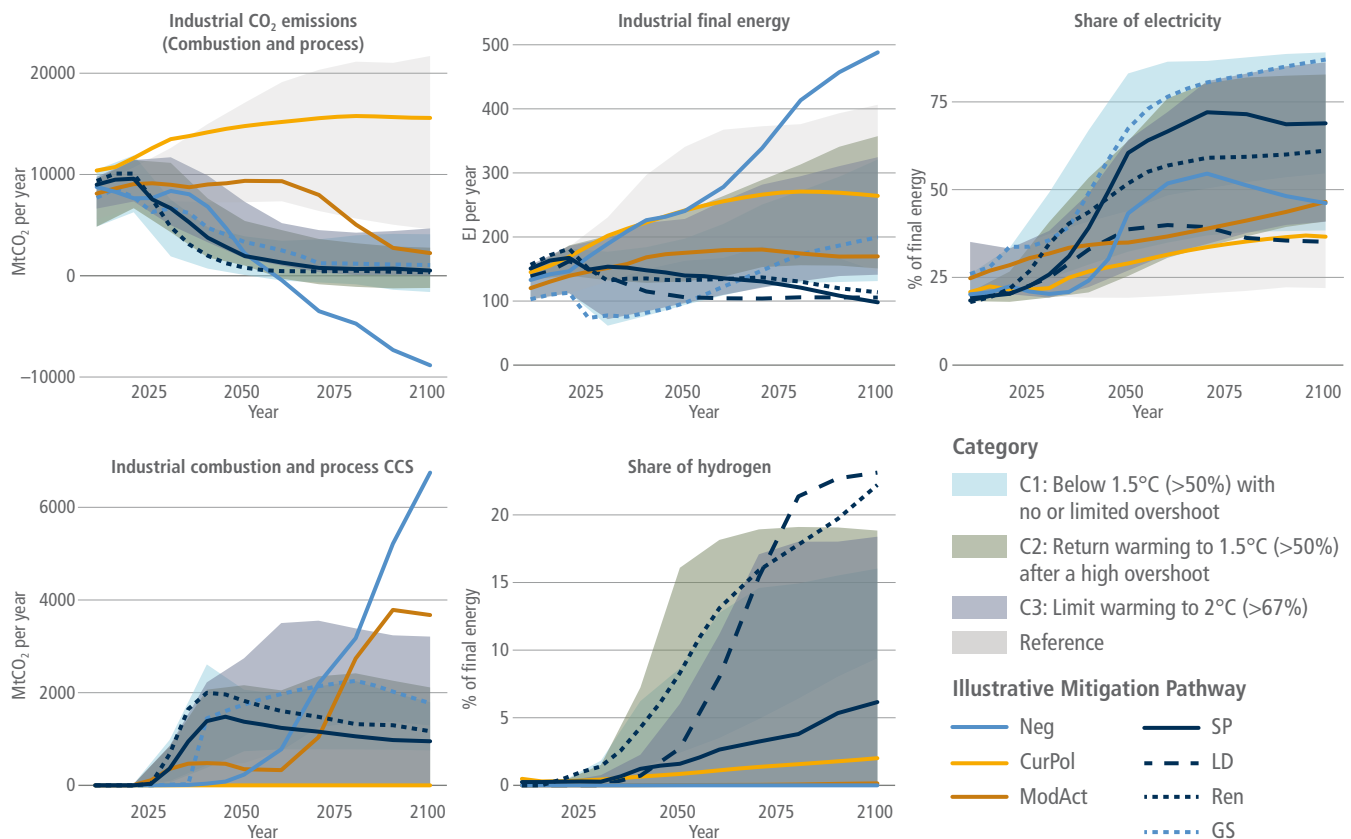 Industrial CO₂ emissions
(Combustion and process)
20000
10000
0
−10000
MtCO₂ per year
2025
2050
2075
2100
Year
Industrial final energy
500
400
300
200
100
0
EJ per year
2025
2050
2075
2100
Year
Share of electricity
75
50
25
0
% of final energy
2025
2050
2075
2100
Year
Industrial combustion and process CCS
6000
4000
2000
0
MtCO₂ per year
2025
2050
2075
2100
Year
Share of hydrogen
20
15
10
5
0
% of final energy
2025
2050
2075
2100
Year
Category
C1: Below 1.5°C (>50%) with
no or limited overshoot
C2: Return warming to 1.5°C (>50%)
after a high overshoot
C3: Limit warming to 2°C (>67%)
Reference
Illustrative Mitigation Pathway
Neg
CurPol
ModAct
SP
LD
Ren
GS